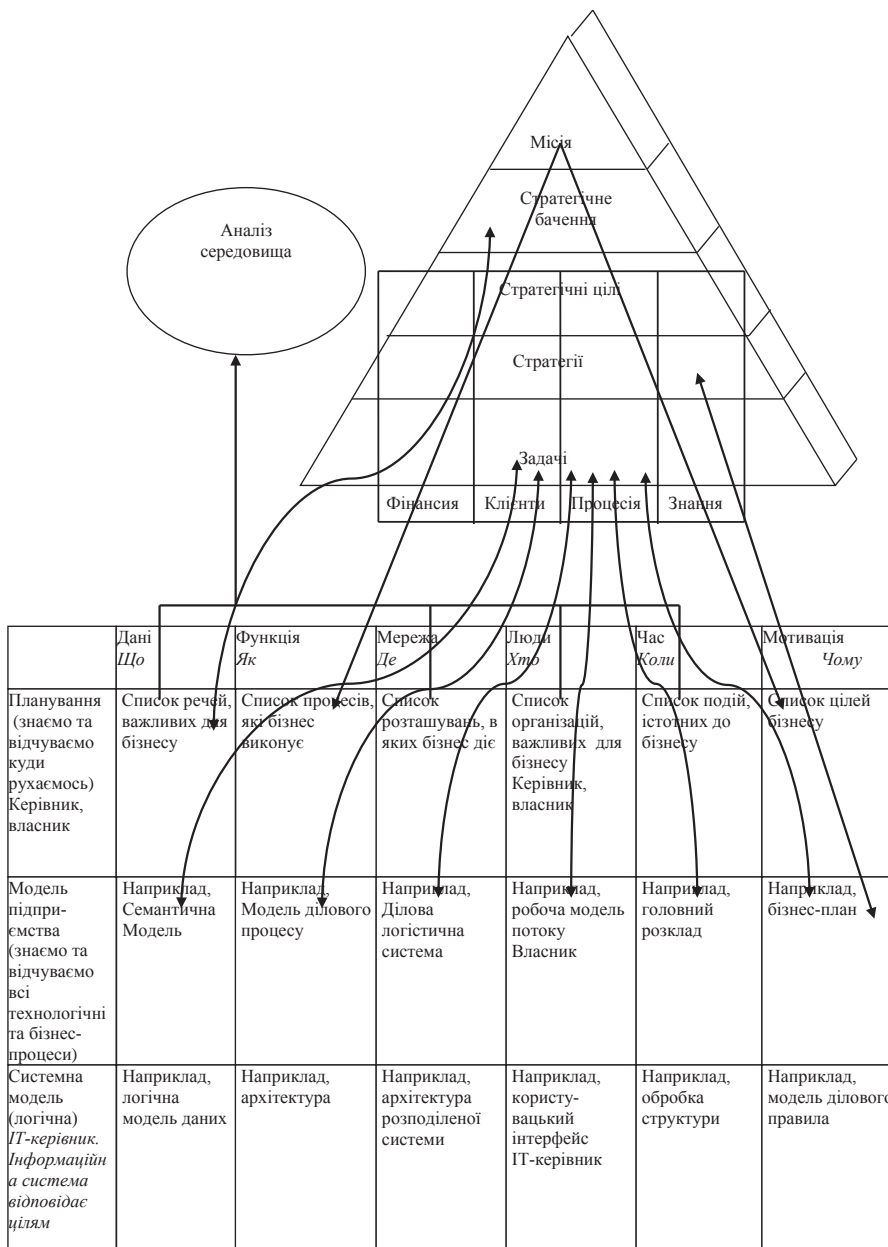 Місія
Стратегічне
бачення
Аналіз
середовища
Стратегічні цілі
Стратегії
Задачі
Фінансия
Клієнти
Процесія
Знання
Дані
Що
Функція
Як
Мережа
Де
Люди
Хто
Час
Коли
Мотивація
Чому
Планування
(знаємо та
відчуваємо
куди
рухаємось)
Керівник,
власник
Список речей,
важливих для
бізнесу
Список процесів,
які бізнес
виконує
Список
розташувань, в
яких бізнес діє
Список
організацій,
важливих для
бізнесу
Керівник,
власник
Список подій,
істотних до
бізнесу
Список цілей
бізнесу
Модель
підпри-
ємства
(знаємо та
відчуваємо
всі
технологічні
та бізнес-
процеси)
Наприклад,
Семантична
Модель
Наприклад,
Модель ділового
процесу
Наприклад,
Ділова
логістична
система
Наприклад,
робоча модель
потоку
Власник
Наприклад,
головний
розклад
Наприклад,
бізнес-план
Системна
модель
(логічна)
ІТ-керівник.
Інформаційн
а система
відповідає
цілям
Наприклад,
логічна
модель даних
Наприклад,
архітектура
Наприклад,
архітектура
розподіленої
системи
Наприклад,
користу-
вацький
інтерфейс
ІТ-керівник
Наприклад,
обробка
структури
Наприклад,
модель ділового
правила